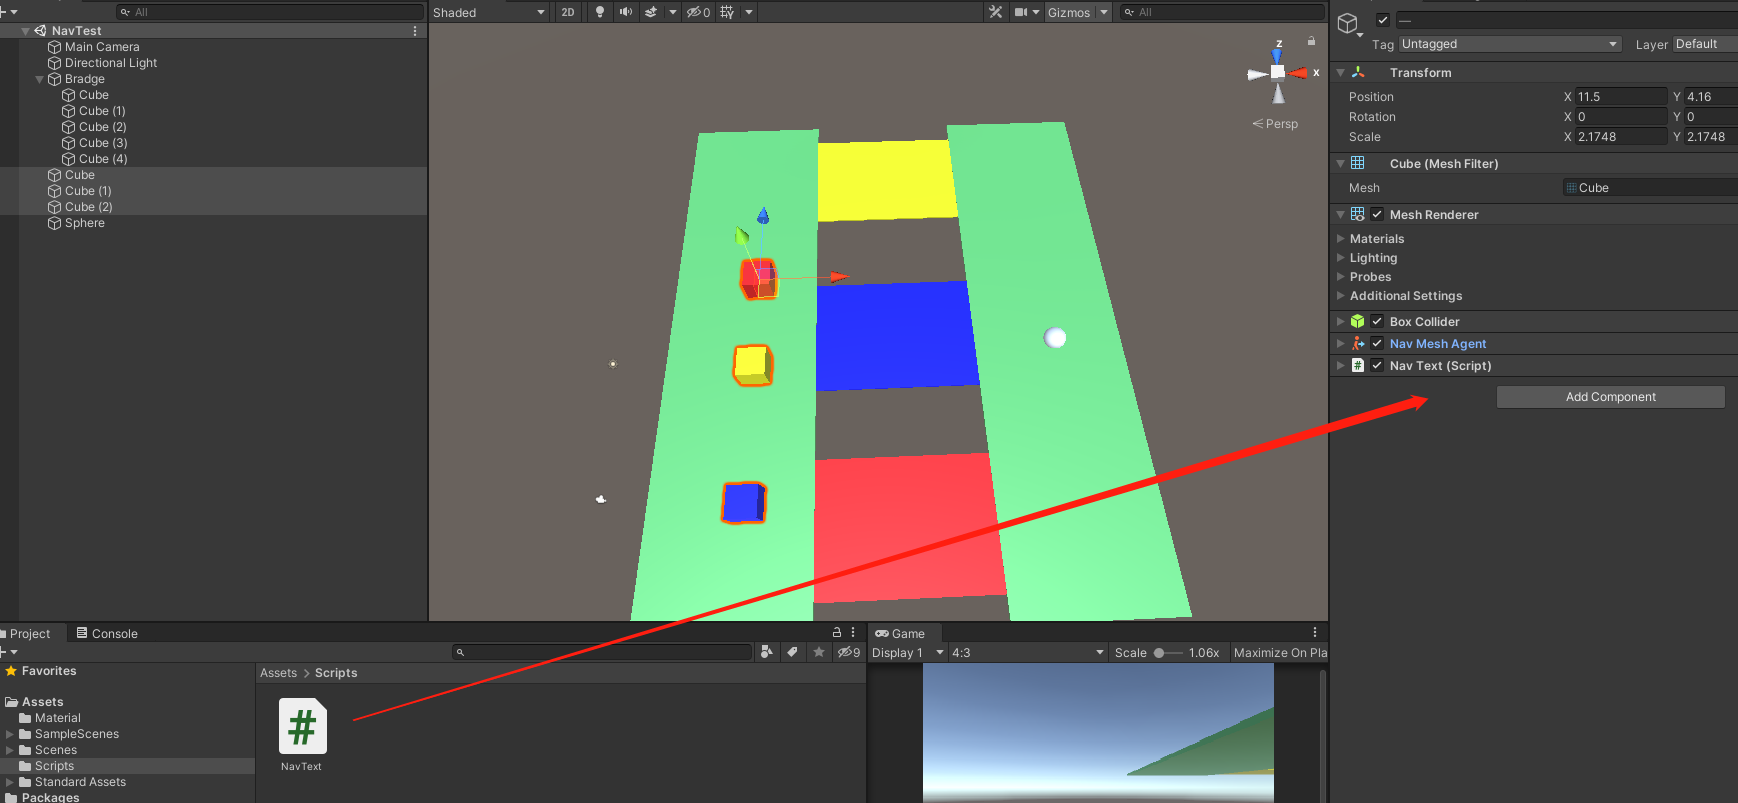 All
NavTest
Main Camera
Directional Light
Bradge
Cube
Cube (1)
Cube (2)
Cube (3)
Cube (4)
Cube
Cube (1)
Cube (2)
Sphere
Shaded
2D
0
Gizmos
All
z
x
Persp
—
Tag Untagged Layer Default
Transform
Position X 11.5 Y 4.16
Rotation X 0 Y 0
Scale X 2.1748 Y 2.1748
Cube (Mesh Filter)
Mesh Cube
Mesh Renderer
Materials
Lighting
Probes
Additional Settings
Box Collider
Nav Mesh Agent
# Nav Text (Script)
Add Component
Project Console
9
Favorites
Assets
Material
SampleScenes
Scenes
Scripts
Standard Assets
Packages
Assets > Scripts
#
NavText
Game
Display 1 4:3 Scale 1.06x Maximize On Pla